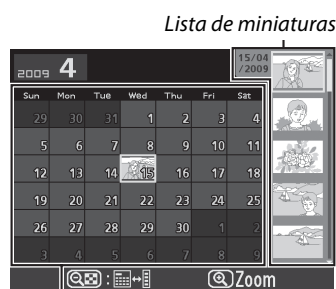 Lista de miniaturas
2009 4
15/04
/2009
Sun Mon Tue Wed Thu Fri Sat
29 30 31 1 2 3 4
5 6 7 8 9 10 11
12 13 14 15 16 17 18
19 20 21 22 23 24 25
26 27 28 29 30 1 2
3 4 5 6 7 8 9
: Zoom